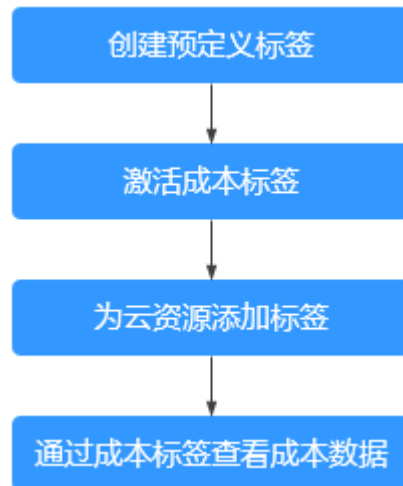 创建预定义标签
激活成本标签
为云资源添加标签
通过成本标签查看成本数据